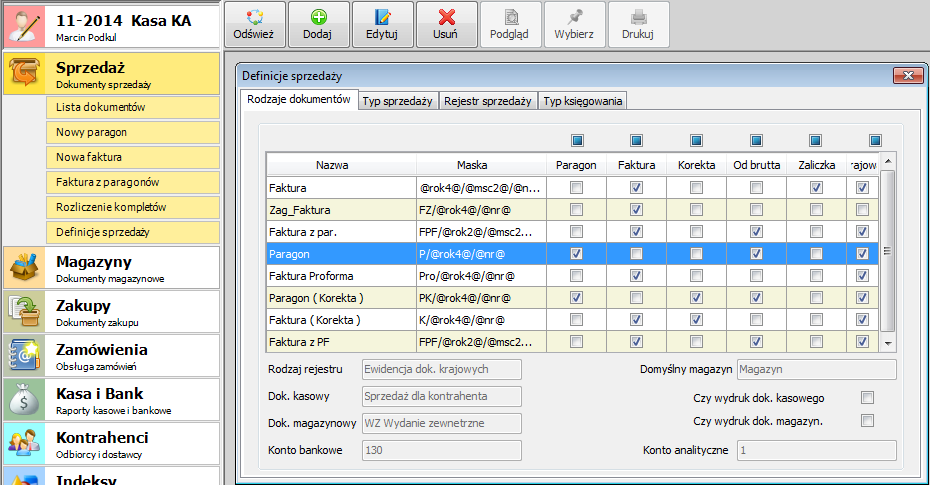 11-2014 Kasa KA
Marcin Podkul
Odśwież Dodaj Edytuj Usuń Podgląd Wybierz Drukuj
Sprzedaż
Dokumenty sprzedaży
Lista dokumentów
Nowy paragon
Nowa faktura
Faktura z paragonów
Rozliczenie kompletów
Definicje sprzedaży
Magazyny
Dokumenty magazynowe
Zakupy
Dokumenty zakupu
Zamówienia
Obsługa zamówień
Kasa i Bank
Raporty kasowe i bankowe
Kontrahenci
Odbiorcy i dostawcy
Indeksy
Definicje sprzedaży
Rodzaje dokumentów Typ sprzedaży Rejestr sprzedaży Typ księgowania
Nazwa Maska Paragon Faktura Korekta Od brutta Zaliczka rajow
Faktura @rok4@/@msc2@/@n...
Zag_Faktura FZ/@rok4@/@nr@
Faktura z par. FPF/@rok2@/@msc2...
Paragon P/@rok4@/@nr@
Faktura Proforma Pro/@rok4@/@nr@
Paragon ( Korekta ) PK/@rok4@/@nr@
Faktura ( Korekta ) K/@rok4@/@nr@
Faktura z PF FPF/@rok2@/@msc2...
Rodzaj rejestru Ewidencja dok. krajowych Domyślny magazyn Magazyn
Dok. kasowy Sprzedaż dla kontrahenta Czy wydruk dok. kasowego
Dok. magazynowy WZ Wydanie zewnetrzne Czy wydruk dok. magazyn.
Konto bankowe 130 Konto analityczne 1